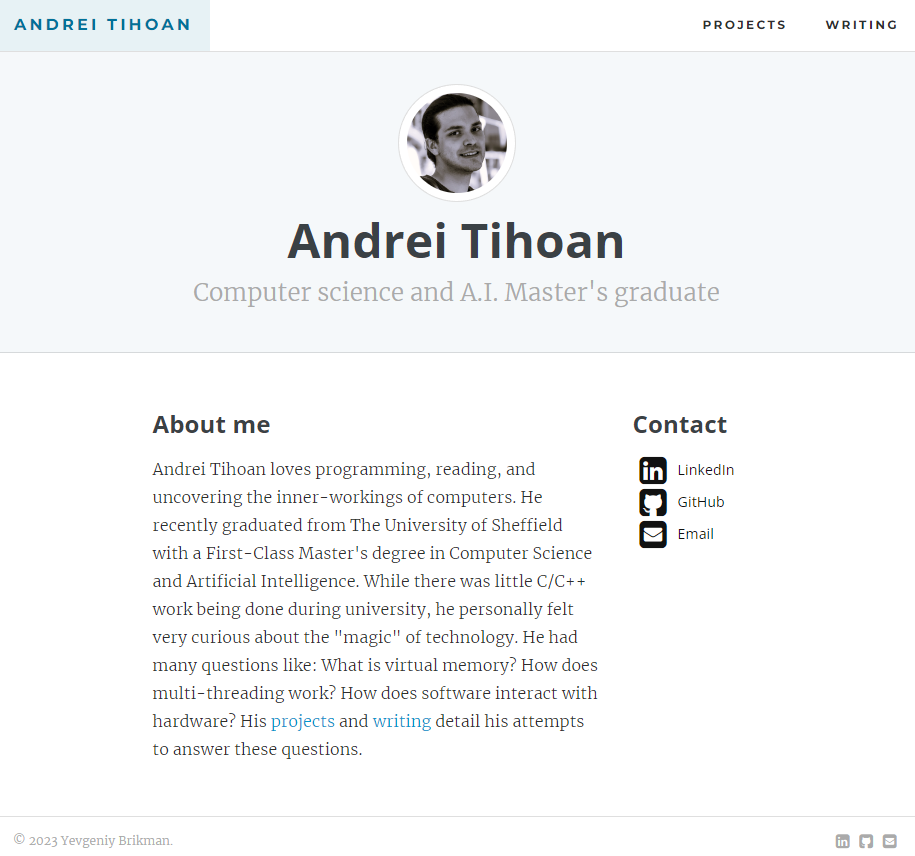 ANDREI TIHOAN
PROJECTS
WRITING
Andrei Tihoan
Computer science and A.I. Master's graduate
About me
Andrei Tihoan loves programming, reading, and
uncovering the inner-workings of computers. He
recently graduated from The University of Sheffield
with a First-Class Master's degree in Computer Science
and Artificial Intelligence. While there was little C/C++
work being done during university, he personally felt
very curious about the "magic" of technology. He had
many questions like: What is virtual memory? How does
multi-threading work? How does software interact with
hardware? His projects and writing detail his attempts
to answer these questions.
Contact
LinkedIn
GitHub
Email
© 2023 Yevgeniy Brikman.